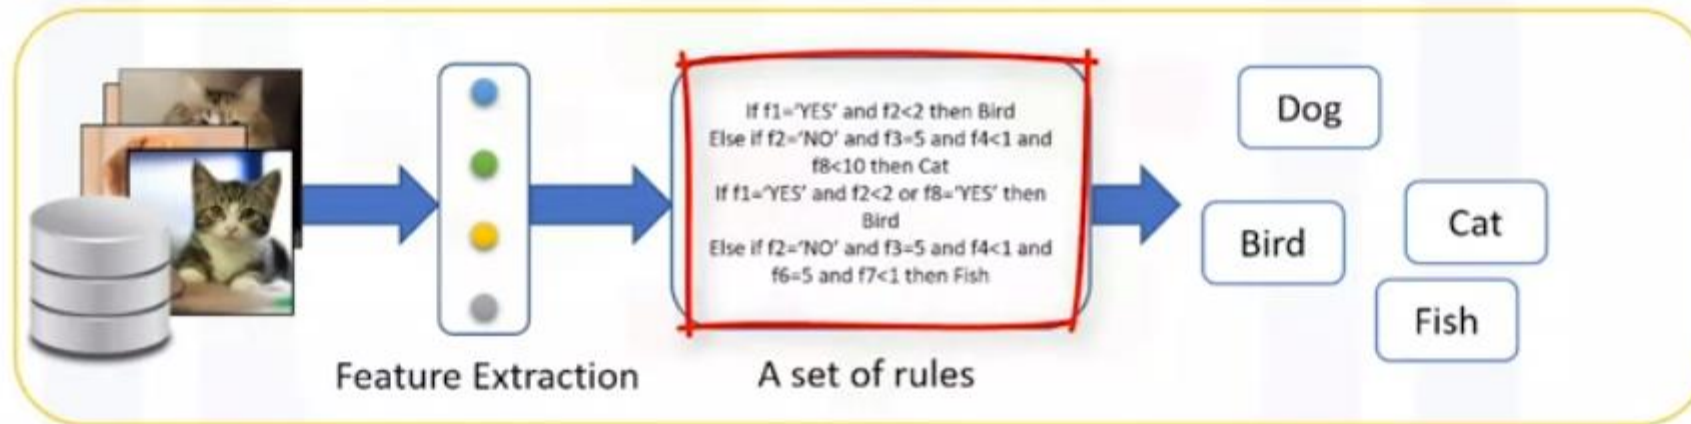 If f1='YES' and f2<2 then Bird
Else if f2='NO' and f3=5 and f4<1 and
f8<10 then Cat
If f1='YES' and f2<2 or f8='YES' then
Bird
Else if f2='NO' and f3=5 and f4<1 and
f6=5 and f7<1 then Fish
Dog
Bird
Cat
Fish
Feature Extraction
A set of rules